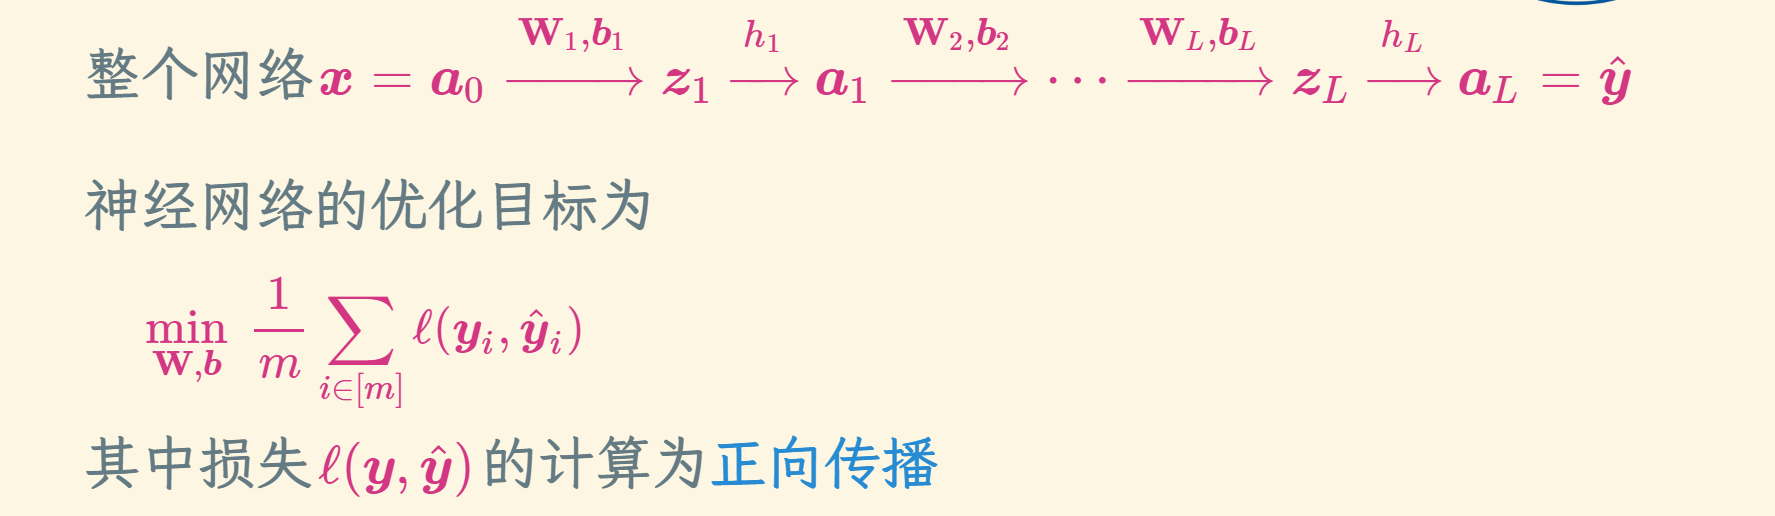 整个网络 $\boldsymbol{x} = \boldsymbol{a}_0 \xrightarrow{\mathbf{W}_1, \boldsymbol{b}_1} \boldsymbol{z}_1 \xrightarrow{h_1} \boldsymbol{a}_1 \xrightarrow{\mathbf{W}_2, \boldsymbol{b}_2} \cdots \xrightarrow{\mathbf{W}_L, \boldsymbol{b}_L} \boldsymbol{z}_L \xrightarrow{h_L} \boldsymbol{a}_L = \hat{\boldsymbol{y}}$
神经网络的优化目标为
$\min_{\mathbf{W}, \boldsymbol{b}} \frac{1}{m} \sum_{i \in [m]} \ell(\boldsymbol{y}_i, \hat{\boldsymbol{y}}_i)$
其中损失 $\ell(\boldsymbol{y}, \hat{\boldsymbol{y}})$ 的计算为正向传播